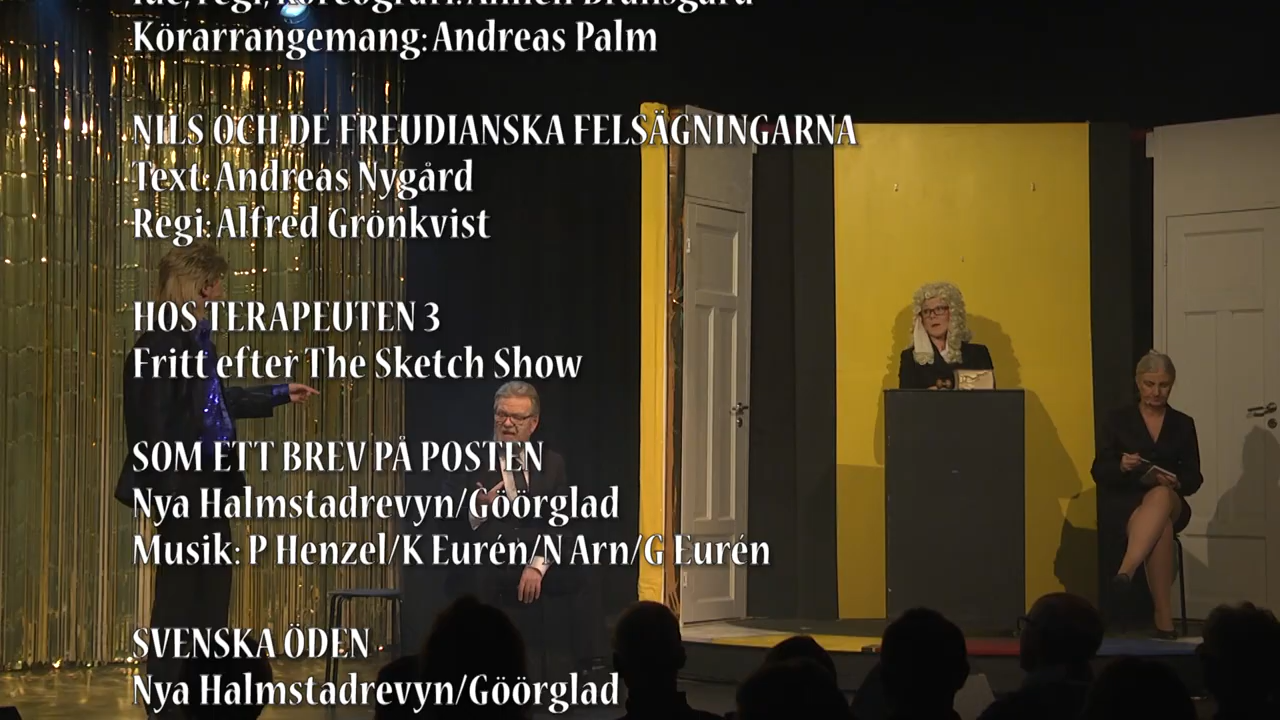 Körarrangemang: Andreas Palm
NILS OCH DE FREUDIANSKA FELSÄGNINGARNA
Text: Andreas Nygård
Regi: Alfred Grönkvist
HOS TERAPEUTEN 3
Fritt efter The Sketch Show
SOM ETT BREV PÅ POSTEN
Nya Halmstadrevyn/Göörglad
Musik: P Henzel/K Eurén/N Arn/G Eurén
SVENSKA ÖDEN
Nya Halmstadrevyn/Göörglad